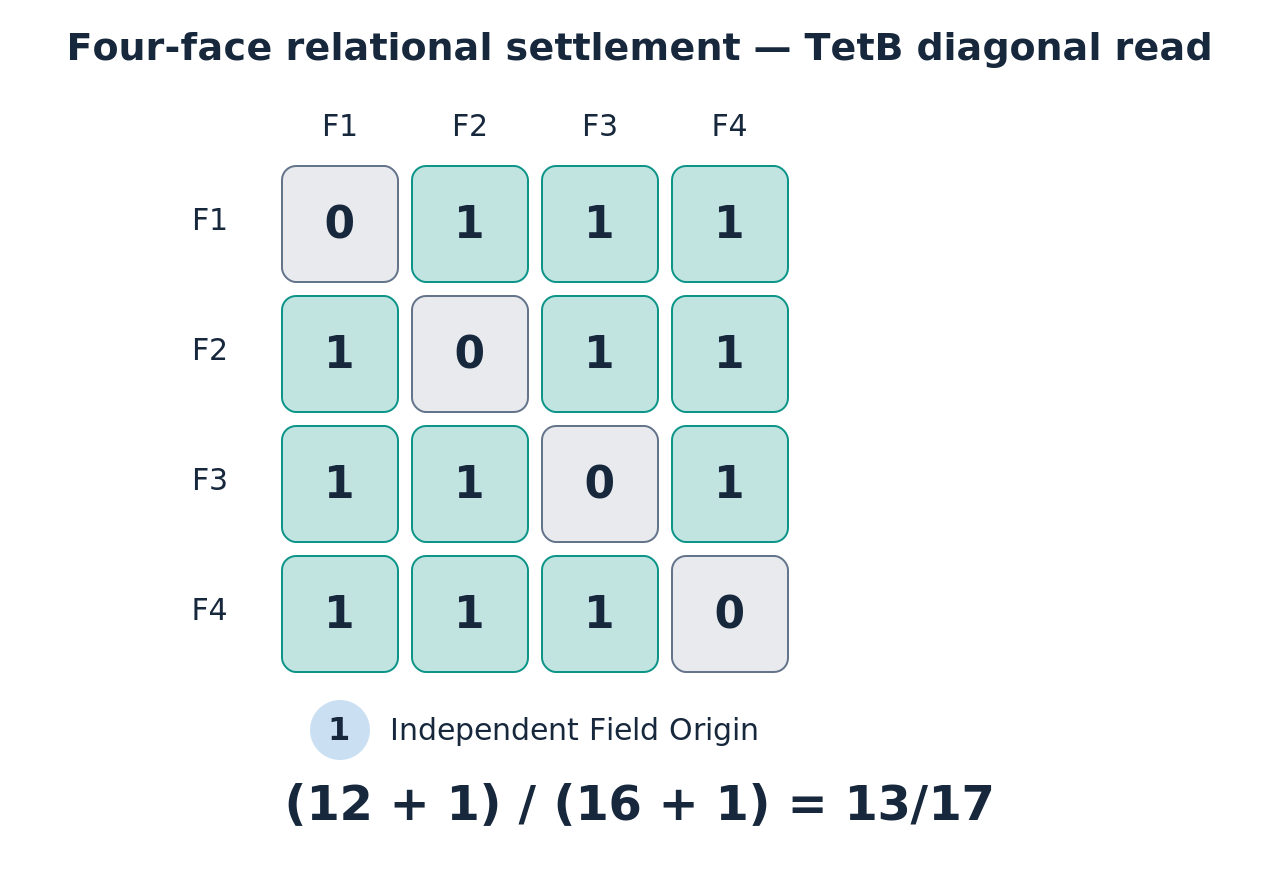 Four-face relational settlement — TetB diagonal read
F1 F2 F3 F4
F1 0 1 1 1
F2 1 0 1 1
F3 1 1 0 1
F4 1 1 1 0
1 Independent Field Origin
(12 + 1) / (16 + 1) = 13/17